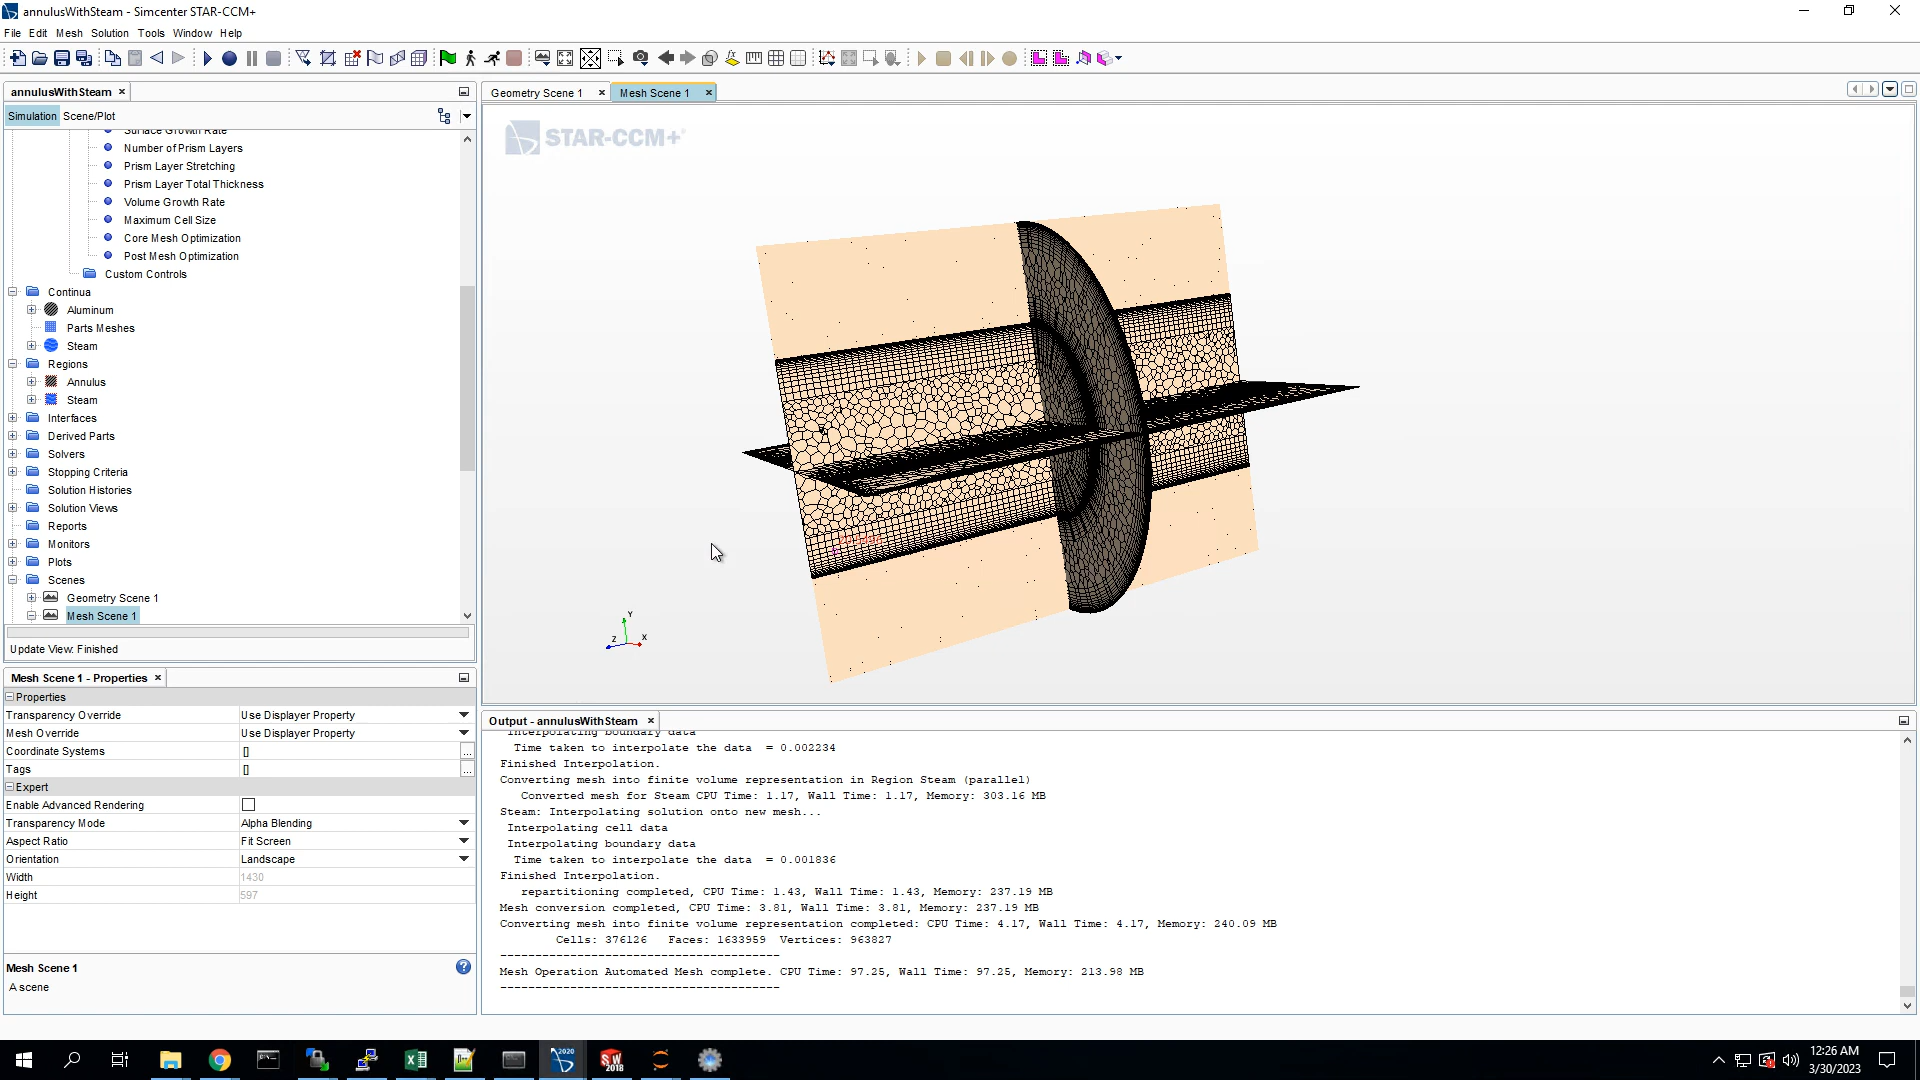 annulusWithSteam - Simcenter STAR-CCM+
File Edit Mesh Solution Tools Window Help
annulusWithSteam
Geometry Scene 1
Mesh Scene 1
Simulation Scene/Plot
Surface Growth Rate
Number of Prism Layers
Prism Layer Stretching
Prism Layer Total Thickness
Volume Growth Rate
Maximum Cell Size
Core Mesh Optimization
Post Mesh Optimization
Custom Controls
Continua
Aluminum
Parts Meshes
Steam
Regions
Annulus
Steam
Interfaces
Derived Parts
Solvers
Stopping Criteria
Solution Histories
Solution Views
Reports
Monitors
Plots
Scenes
Geometry Scene 1
Mesh Scene 1
Update View: Finished
STAR-CCM+
Y
Z
X
Mesh Scene 1 - Properties
Properties
Transparency Override Use Displayer Property
Mesh Override Use Displayer Property
Coordinate Systems []
Tags []
Expert
Enable Advanced Rendering
Transparency Mode Alpha Blending
Aspect Ratio Fit Screen
Orientation Landscape
Width 1430
Height 597
Mesh Scene 1
A scene
Output - annulusWithSteam
Interpolating boundary data
Time taken to interpolate the data = 0.002234
Finished Interpolation.
Converting mesh into finite volume representation in Region Steam (parallel)
Converted mesh for Steam CPU Time: 1.17, Wall Time: 1.17, Memory: 303.16 MB
Steam: Interpolating solution onto new mesh...
Interpolating cell data
Interpolating boundary data
Time taken to interpolate the data = 0.001836
Finished Interpolation.
repartitioning completed, CPU Time: 1.43, Wall Time: 1.43, Memory: 237.19 MB
Mesh conversion completed, CPU Time: 3.81, Wall Time: 3.81, Memory: 237.19 MB
Converting mesh into finite volume representation completed: CPU Time: 4.17, Wall Time: 4.17, Memory: 240.09 MB
Cells: 376126 Faces: 1633959 Vertices: 963827
----------------------------------------
Mesh Operation Automated Mesh complete. CPU Time: 97.25, Wall Time: 97.25, Memory: 213.98 MB
----------------------------------------
2020
SW
2018
12:26 AM
3/30/2023